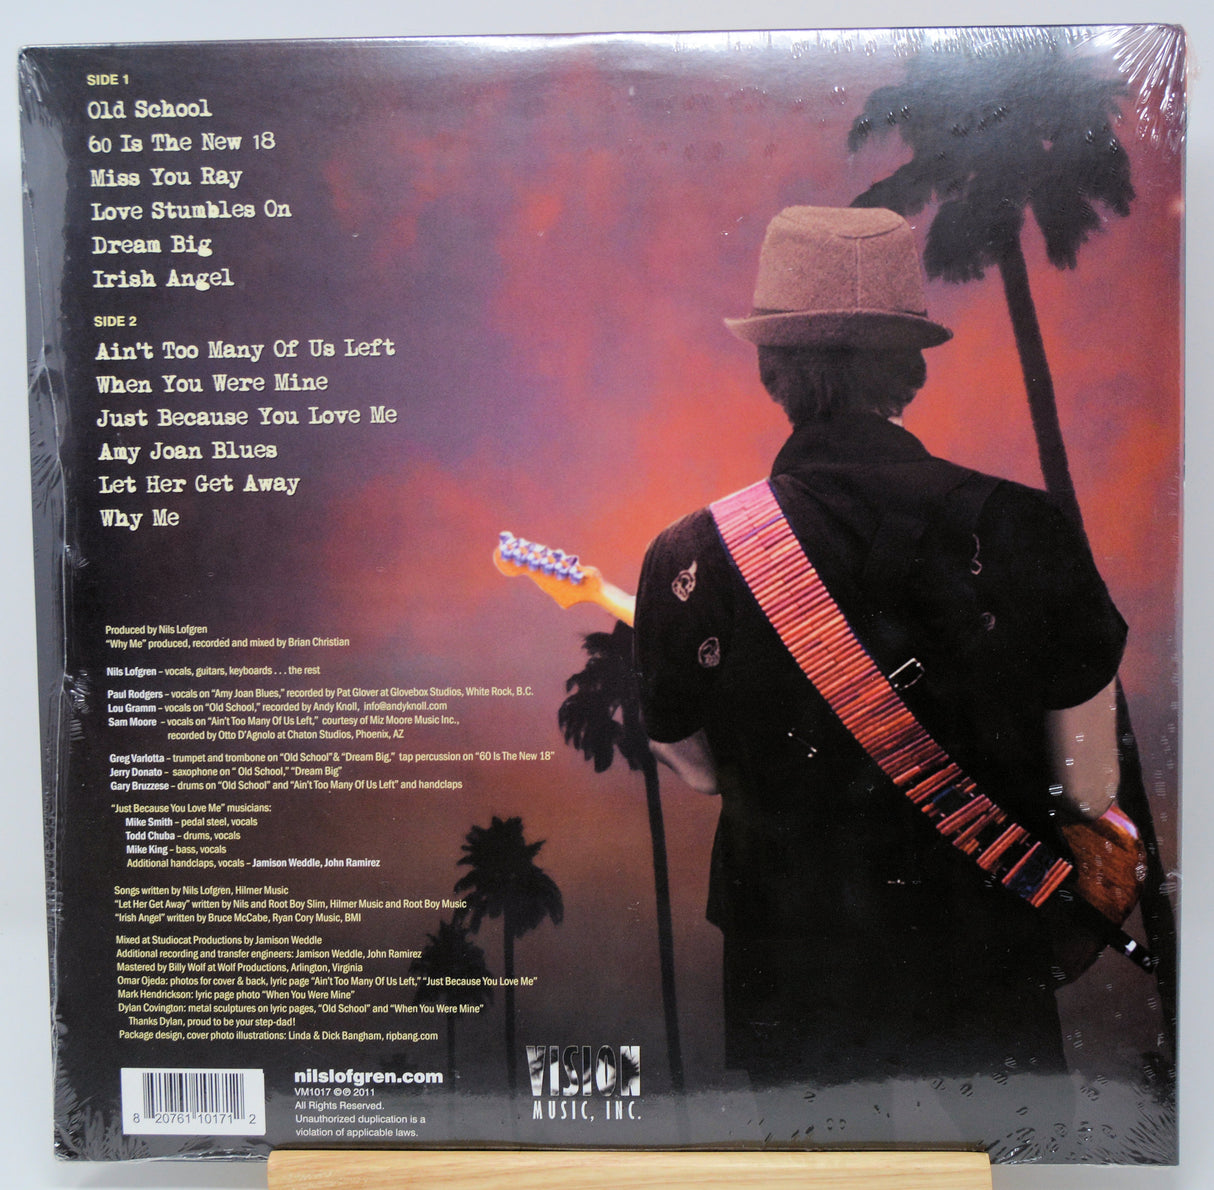 SIDE 1
Old School
60 Is The New 18
Miss You Ray
Love Stumbles On
Dream Big
Irish Angel
SIDE 2
Ain't Too Many Of Us Left
When You Were Mine
Just Because You Love Me
Amy Joan Blues
Let Her Get Away
Why Me
Produced by Nils Lofgren
"Why Me" produced, recorded and mixed by Brian Christian
Nils Lofgren – vocals, guitars, keyboards . . . the rest
Paul Rodgers – vocals on "Amy Joan Blues," recorded by Pat Glover at Glovebox Studios, White Rock, B.C.
Lou Gramm – vocals on "Old School," recorded by Andy Knoll, info@andyknoll.com
Sam Moore – vocals on "Ain't Too Many Of Us Left," courtesy of Miz Moore Music Inc.,
recorded by Otto D'Agnolo at Chaton Studios, Phoenix, AZ
Greg Varlotta – trumpet and trombone on "Old School"& "Dream Big," tap percussion on "60 Is The New 18"
Jerry Donato – saxophone on " Old School," "Dream Big"
Gary Bruzzese – drums on "Old School" and "Ain't Too Many Of Us Left" and handclaps
"Just Because You Love Me" musicians:
Mike Smith – pedal steel, vocals
Todd Chuba – drums, vocals
Mike King – bass, vocals
Additional handclaps, vocals – Jamison Weddle, John Ramirez
Songs written by Nils Lofgren, Hilmer Music
"Let Her Get Away" written by Nils and Root Boy Slim, Hilmer Music and Root Boy Music
"Irish Angel" written by Bruce McCabe, Ryan Cory Music, BMI
Mixed at Studiocat Productions by Jamison Weddle
Additional recording and transfer engineers: Jamison Weddle, John Ramirez
Mastered by Billy Wolf at Wolf Productions, Arlington, Virginia
Omar Ojeda: photos for cover & back, lyric page "Ain't Too Many Of Us Left," "Just Because You Love Me"
Mark Hendrickson: lyric page photo "When You Were Mine"
Dylan Covington: metal sculptures on lyric pages, "Old School" and "When You Were Mine"
Thanks Dylan, proud to be your step-dad!
Package design, cover photo illustrations: Linda & Dick Bangham, ripbang.com
8 20761 10171 2
nilslofgren.com
VM1017 ©℗ 2011
All Rights Reserved.
Unauthorized duplication is a
violation of applicable laws.
VISION
MUSIC, INC.